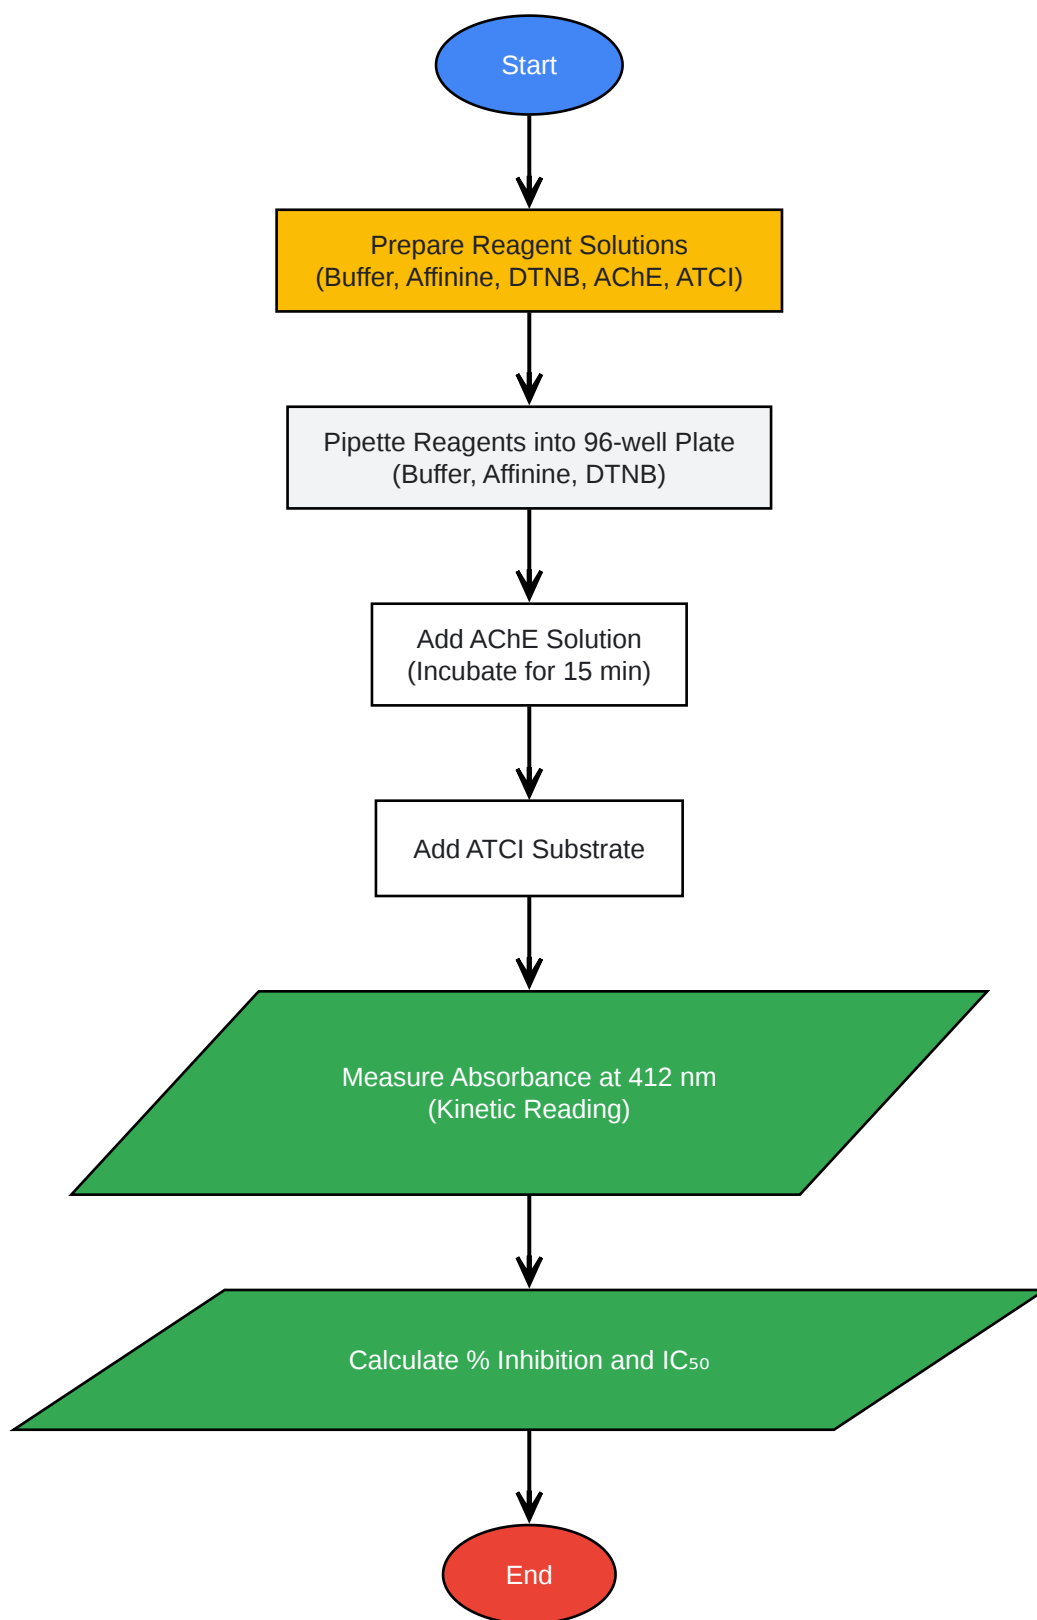 Start
Prepare Reagent Solutions
(Buffer, Affinine, DTNB, AChE, ATCI)
Pipette Reagents into 96-well Plate
(Buffer, Affinine, DTNB)
Add AChE Solution
(Incubate for 15 min)
Add ATCI Substrate
Measure Absorbance at 412 nm
(Kinetic Reading)
Calculate % Inhibition and IC₅₀
End